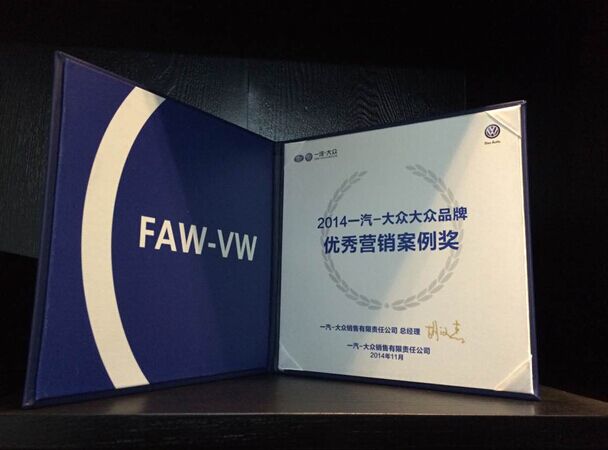 FAW-VW
一汽-大众
Das Auto.
2014一汽-大众大众品牌
优秀营销案例奖
一汽-大众销售有限责任公司 总经理
一汽-大众销售有限责任公司
2014年11月